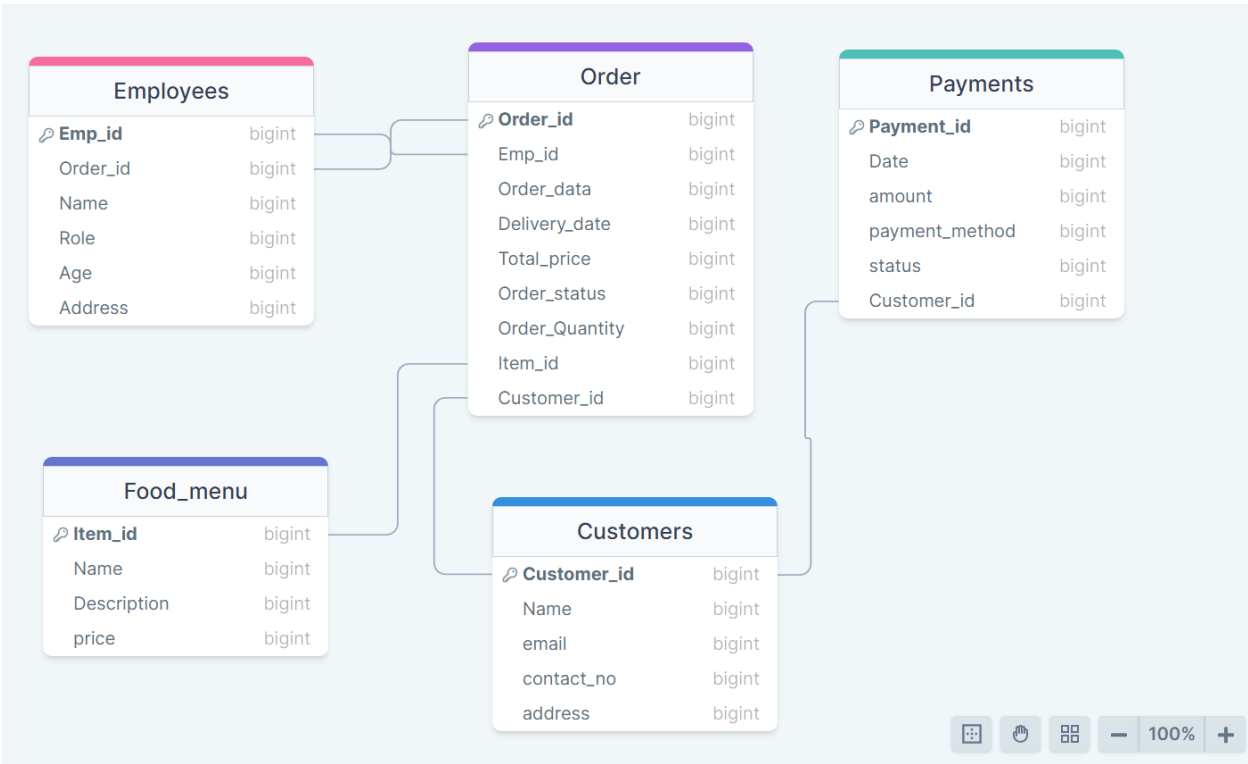 Employees
Emp_id bigint
Order_id bigint
Name bigint
Role bigint
Age bigint
Address bigint
Order
Order_id bigint
Emp_id bigint
Order_data bigint
Delivery_date bigint
Total_price bigint
Order_status bigint
Order_Quantity bigint
Item_id bigint
Customer_id bigint
Payments
Payment_id bigint
Date bigint
amount bigint
payment_method bigint
status bigint
Customer_id bigint
Food_menu
Item_id bigint
Name bigint
Description bigint
price bigint
Customers
Customer_id bigint
Name bigint
email bigint
contact_no bigint
address bigint
100%